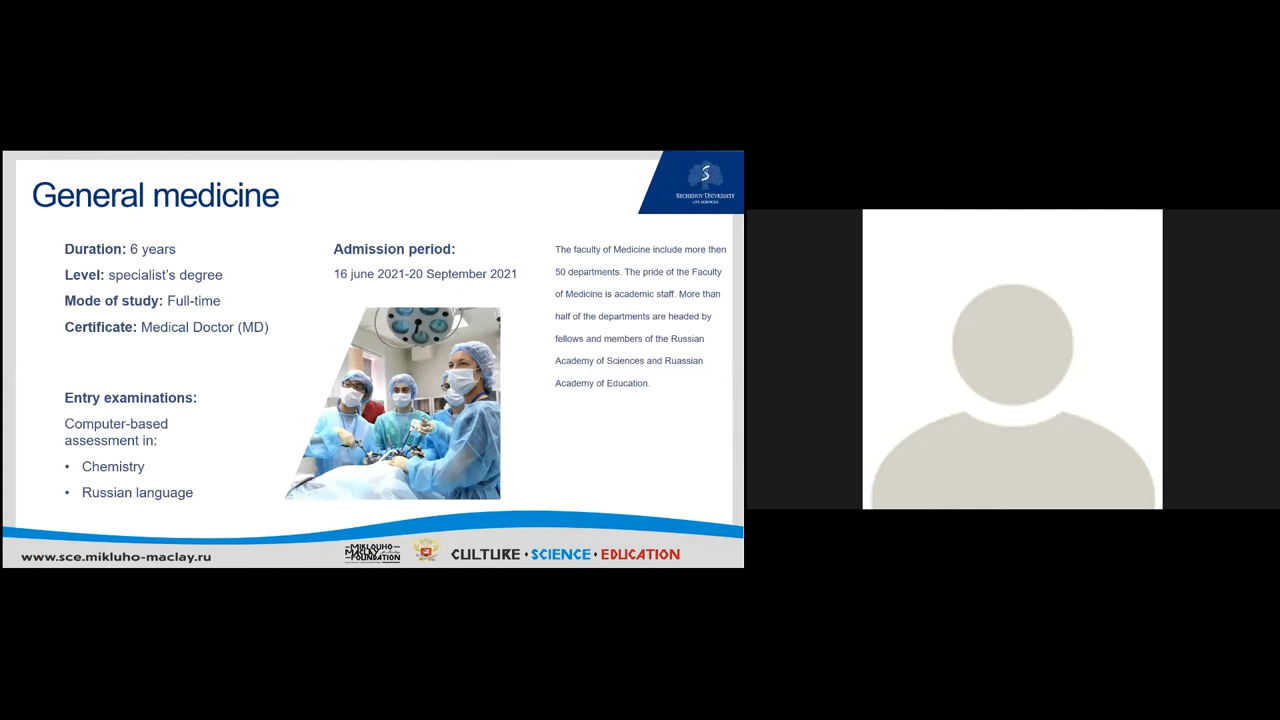 General medicine
SECHENOV UNIVERSITY
LIFE SCIENCES
Duration: 6 years
Level: specialist's degree
Mode of study: Full-time
Certificate: Medical Doctor (MD)
Entry examinations:
Computer-based
assessment in:
• Chemistry
• Russian language
Admission period:
16 june 2021-20 September 2021
The faculty of Medicine include more then
50 departments. The pride of the Faculty
of Medicine is academic staff. More than
half of the departments are headed by
fellows and members of the Russian
Academy of Sciences and Ruassian
Academy of Education.
www.sce.mikluho-maclay.ru
MIKLOUHO
MACLAY
FOUNDATION
CULTURE • SCIENCE • EDUCATION